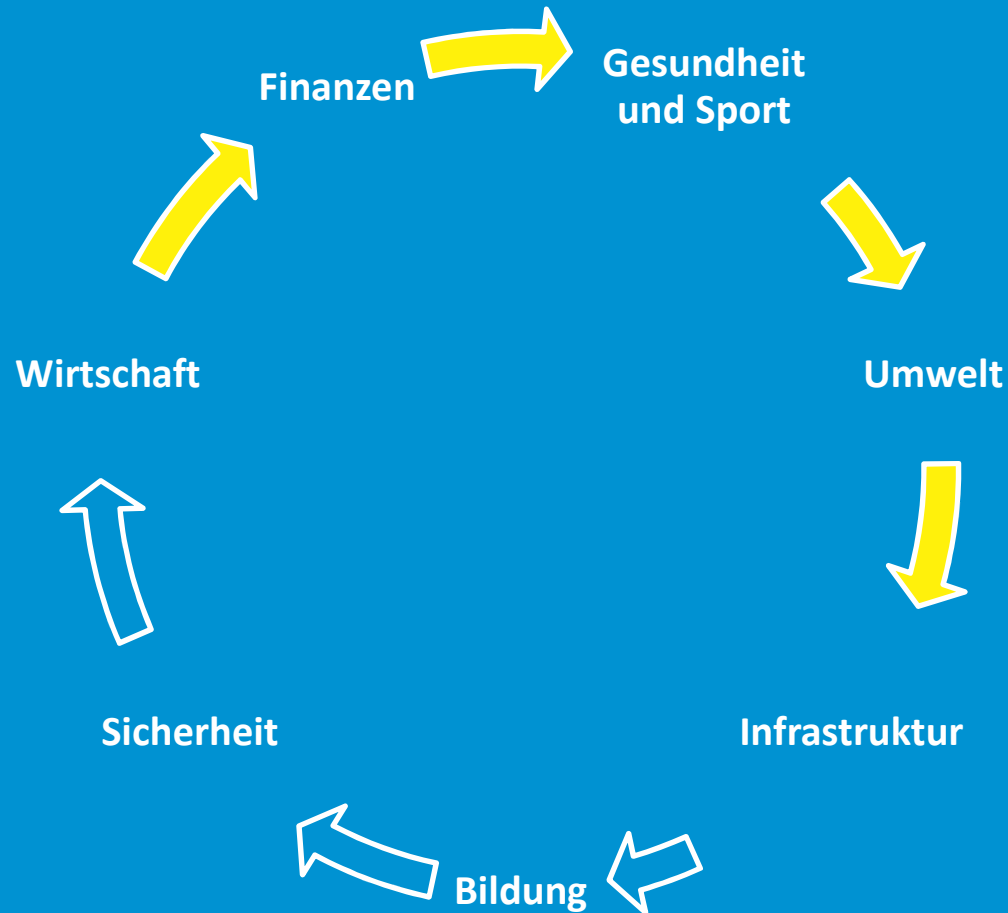 Finanzen
Gesundheit
und Sport
Wirtschaft
Umwelt
Sicherheit
Infrastruktur
Bildung